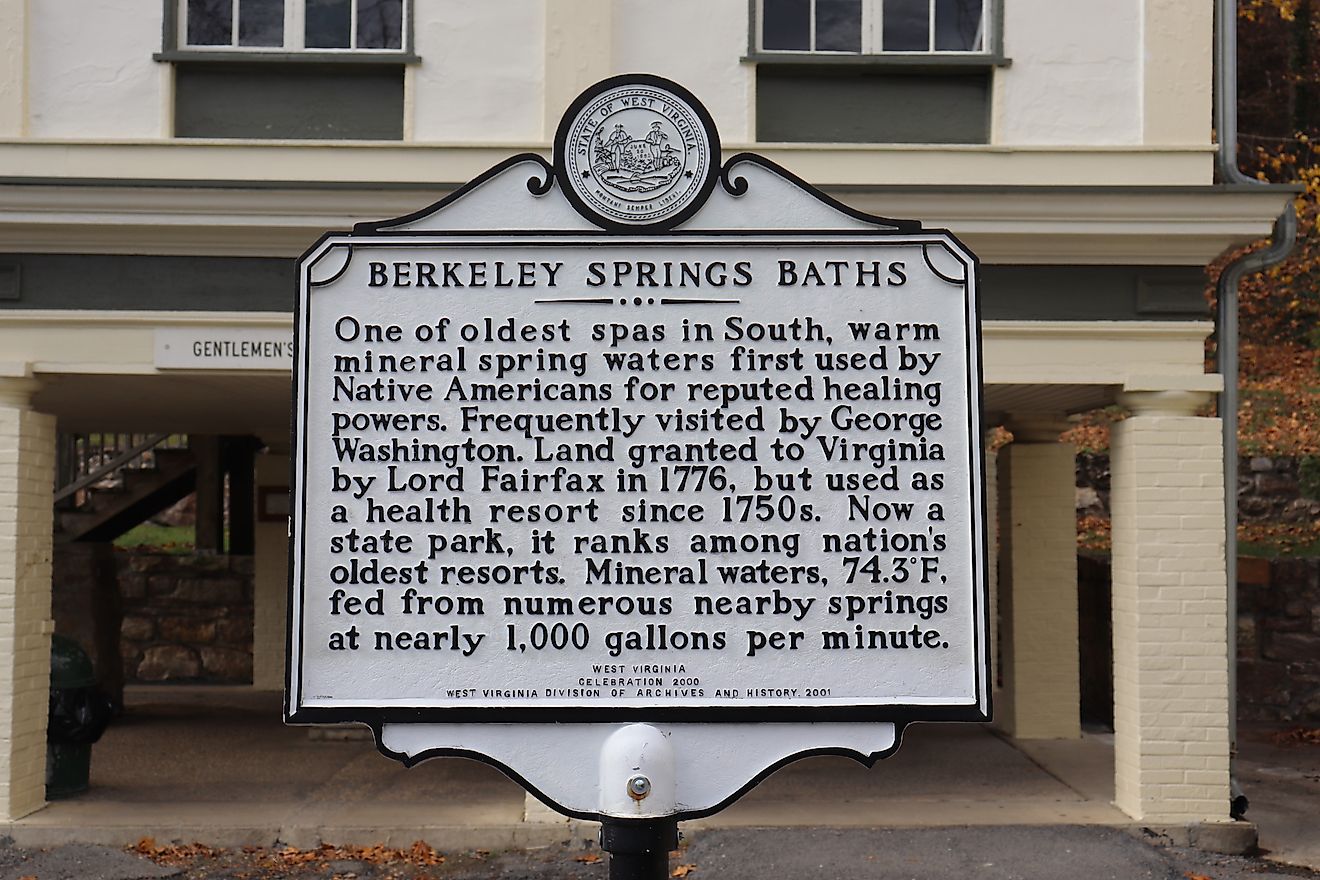 STATE OF WEST VIRGINIA.
MONTANI SEMPER LIBERI.
BERKELEY SPRINGS BATHS
One of oldest spas in South, warm
mineral spring waters first used by
GENTLEMEN'S
Native Americans for reputed healing
powers. Frequently visited by George
Washington. Land granted to Virginia
by Lord Fairfax in 1776, but used as
a health resort since 1750s. Now a
state park, it ranks among nation's
oldest resorts. Mineral waters, 74.3°F,
fed from numerous nearby springs
at nearly 1,000 gallons per minute.
WEST VIRGINIA
CELEBRATION 2000
WEST VIRGINIA DIVISION OF ARCHIVES AND HISTORY, 2001